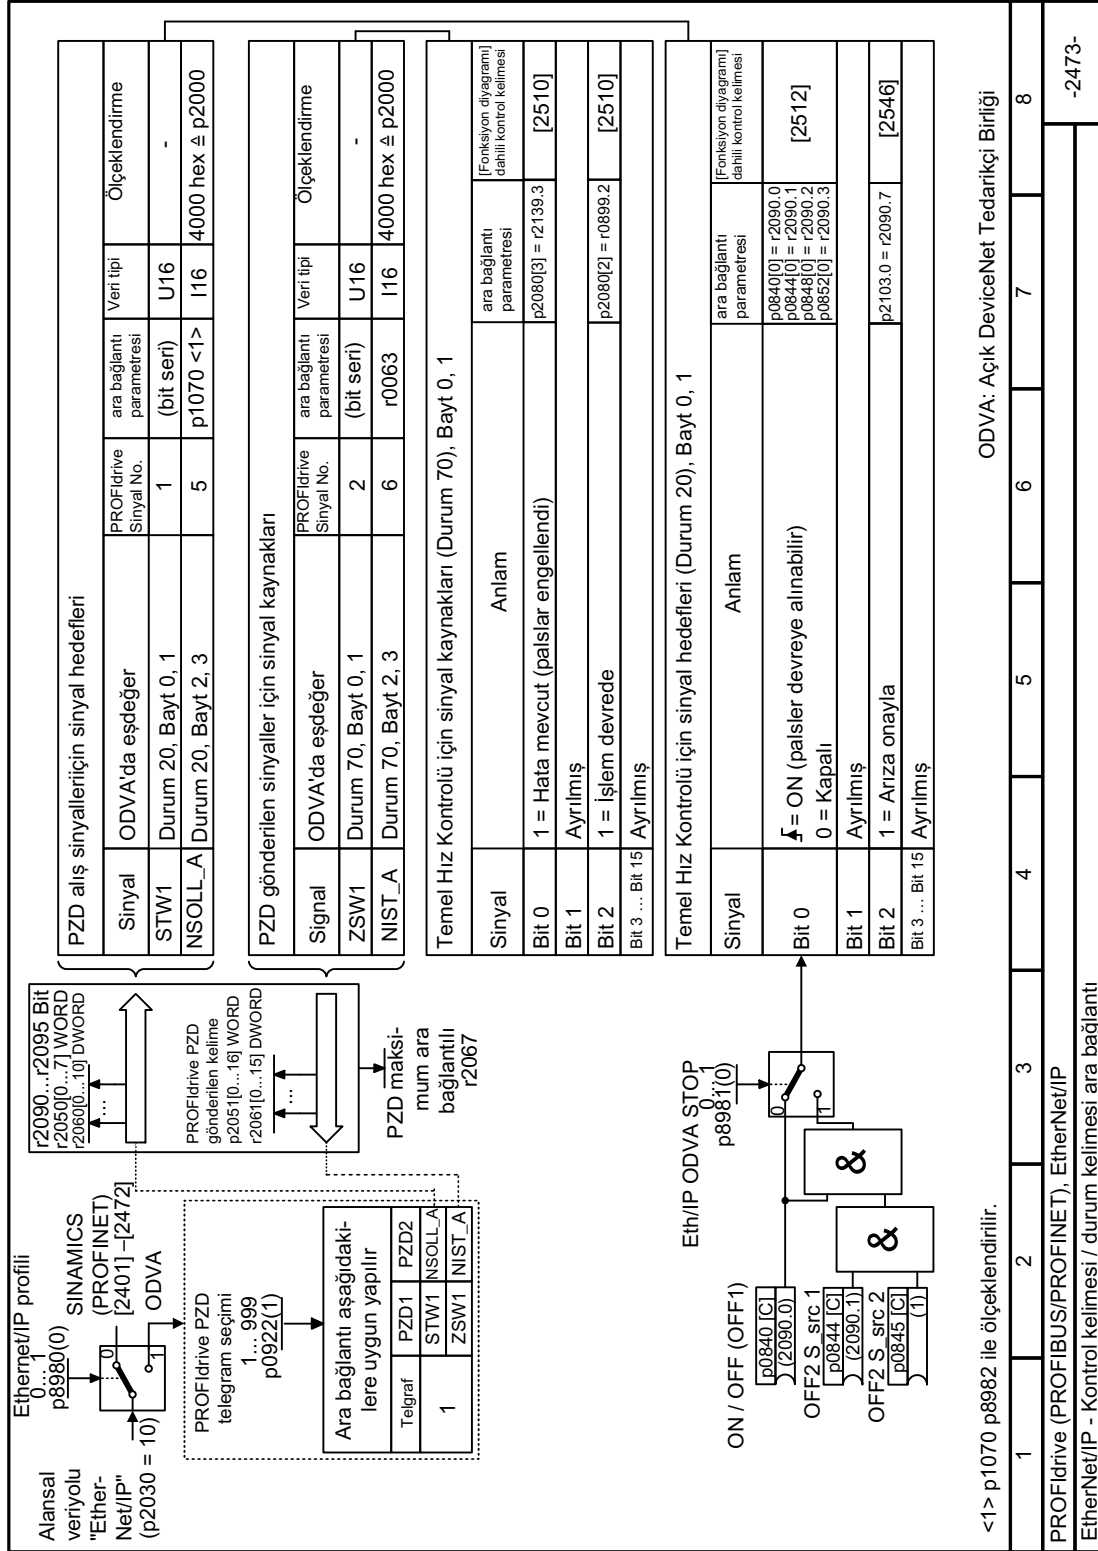 Alansal
veriyolu
"Ether-
Net/IP"
(p2030 = 10)
Ethernet/IP profili
0... 1
p8980(0)
0
1
SINAMICS
(PROFINET)
[2401] –[2472]
ODVA
PROFIdrive PZD
telegram seçimi
1... 999
p0922(1)
Ara bağlantı aşağıdaki-
lere uygun yapılır
Telgraf PZD1 PZD2
1 STW1 NSOLL_A
ZSW1 NIST_A
r2090...r2095 Bit
r2050[0...7] WORD
r2060[0...10] DWORD
...
PROFIdrive PZD
gönderilen kelime
p2051[0...16] WORD
r2061[0...15] DWORD
...
PZD maksi-
mum ara
bağlantılı
r2067
PZD alış sinyalleriiçin sinyal hedefleri
Sinyal ODVA'da eşdeğer PROFIdrive Sinyal No. ara bağlantı parametresi Veri tipi Ölçeklendirme
STW1 Durum 20, Bayt 0, 1 1 (bit seri) U16 -
NSOLL_A Durum 20, Bayt 2, 3 5 p1070 <1> I16 4000 hex ≙ p2000
PZD gönderilen sinyaller için sinyal kaynakları
Signal ODVA'da eşdeğer PROFIdrive Sinyal No. ara bağlantı parametresi Veri tipi Ölçeklendirme
ZSW1 Durum 70, Bayt 0, 1 2 (bit seri) U16 -
NIST_A Durum 70, Bayt 2, 3 6 r0063 I16 4000 hex ≙ p2000
Temel Hız Kontrolü için sinyal kaynakları (Durum 70), Bayt 0, 1
Sinyal Anlam ara bağlantı parametresi [Fonksiyon diyagramı] dahili kontrol kelimesi
Bit 0 1 = Hata mevcut (palslar engellendi) p2080[3] = r2139.3 [2510]
Bit 1 Ayrılmış
Bit 2 1 = İşlem devrede p2080[2] = r0899.2 [2510]
Bit 3 … Bit 15 Ayrılmış
Temel Hız Kontrolü için sinyal hedefleri (Durum 20), Bayt 0, 1
Sinyal Anlam ara bağlantı parametresi [Fonksiyon diyagramı] dahili kontrol kelimesi
Bit 0 = ON (palsler devreye alınabilir)
0 = Kapalı
p0840[0] = r2090.0
p0844[0] = r2090.1
p0848[0] = r2090.2
p0852[0] = r2090.3
[2512]
Bit 1 Ayrılmış
Bit 2 1 = Arıza onayla p2103.0 = r2090.7 [2546]
Bit 3 … Bit 15 Ayrılmış
ON / OFF (OFF1)
p0840 [C]
(2090.0)
OFF2 S_src 1
p0844 [C]
(2090.1)
OFF2 S_src 2
p0845 [C]
(1)
&
&
Eth/IP ODVA STOP
0...1
p8981(0)
0
1
<1> p1070 p8982 ile ölçeklendirilir.
ODVA: Açık DeviceNet Tedarikçi Birliği
1 2 3 4 5 6 7 8
PROFIdrive (PROFIBUS/PROFINET), EtherNet/IP
EtherNet/IP - Kontrol kelimesi / durum kelimesi ara bağlantı
-2473-